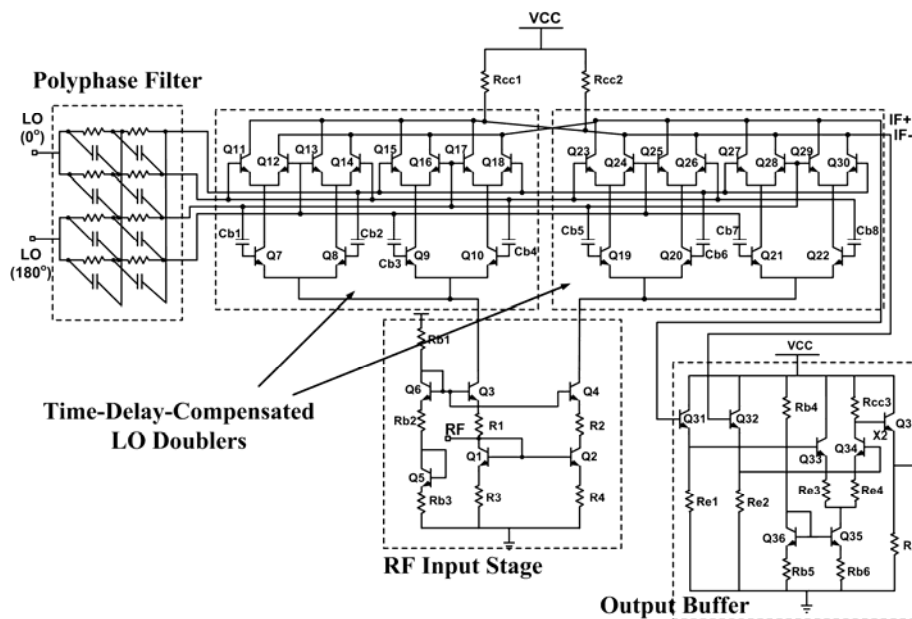 VCC
Polyphase Filter
Rcc1
Rcc2
LO
(0°)
IF+
IF-
Q11
Q12
Q13
Q14
Q15
Q16
Q17
Q18
Q23
Q24
Q25
Q26
Q27
Q28
Q29
Q30
LO
(180°)
Cb1
Q7
Q8
Cb2
Cb3
Q9
Q10
Cb4
Cb5
Q19
Q20
Cb6
Cb7
Q21
Q22
Cb8
Time-Delay-Compensated
LO Doublers
Rb1
Q6
Q3
Q4
Rb2
RF
R1
R2
Q5
Q1
Q2
Rb3
R3
R4
RF Input Stage
VCC
Q31
Q32
Rb4
Rcc3
X2
Q33
Q34
Re1
Re2
Re3
Re4
Q36
Q35
Rb5
Rb6
Output Buffer